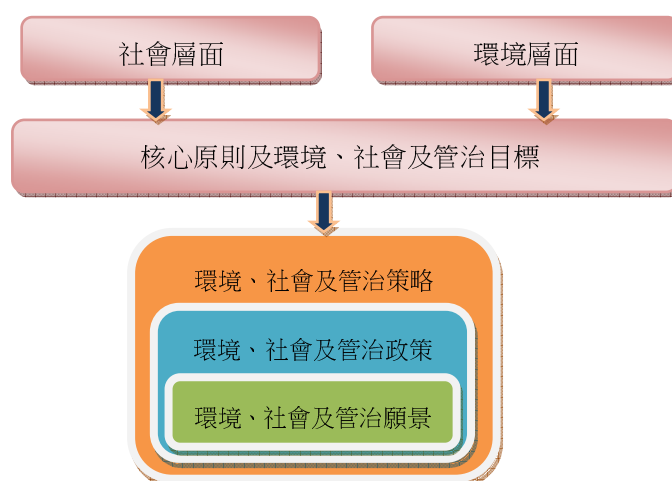 社會層面
環境層面
核心原則及環境、社會及管治目標
環境、社會及管治策略
環境、社會及管治政策
環境、社會及管治願景